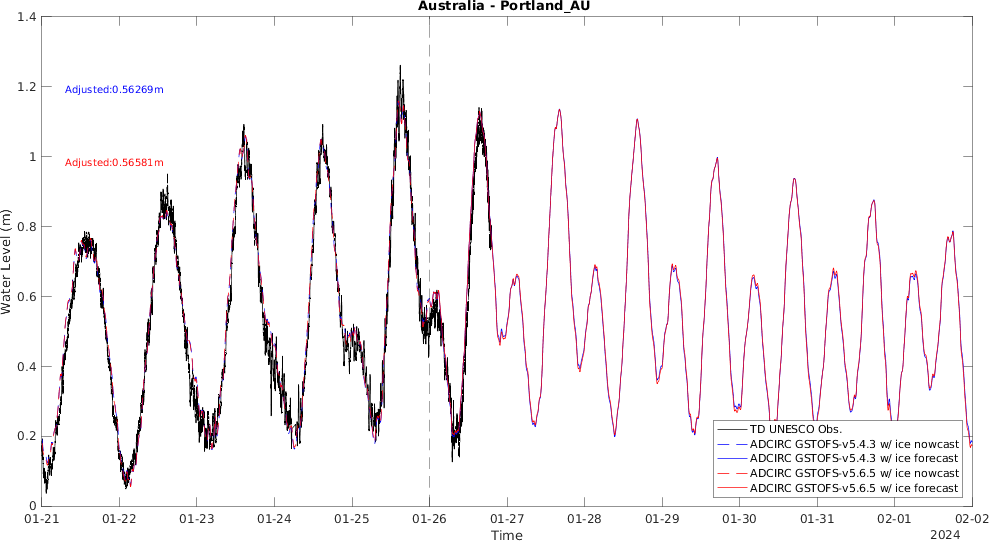 Australia - Portland_AU
1.4
1.2
1
0.8
0.6
0.4
0.2
0
Water Level (m)
Adjusted:0.56269m
Adjusted:0.56581m
TD UNESCO Obs.
ADCIRC GSTOFS-v5.4.3 w/ ice nowcast
ADCIRC GSTOFS-v5.4.3 w/ ice forecast
ADCIRC GSTOFS-v5.6.5 w/ ice nowcast
ADCIRC GSTOFS-v5.6.5 w/ ice forecast
01-21 01-22 01-23 01-24 01-25 01-26 01-27 01-28 01-29 01-30 01-31 02-01 02-02
Time
2024